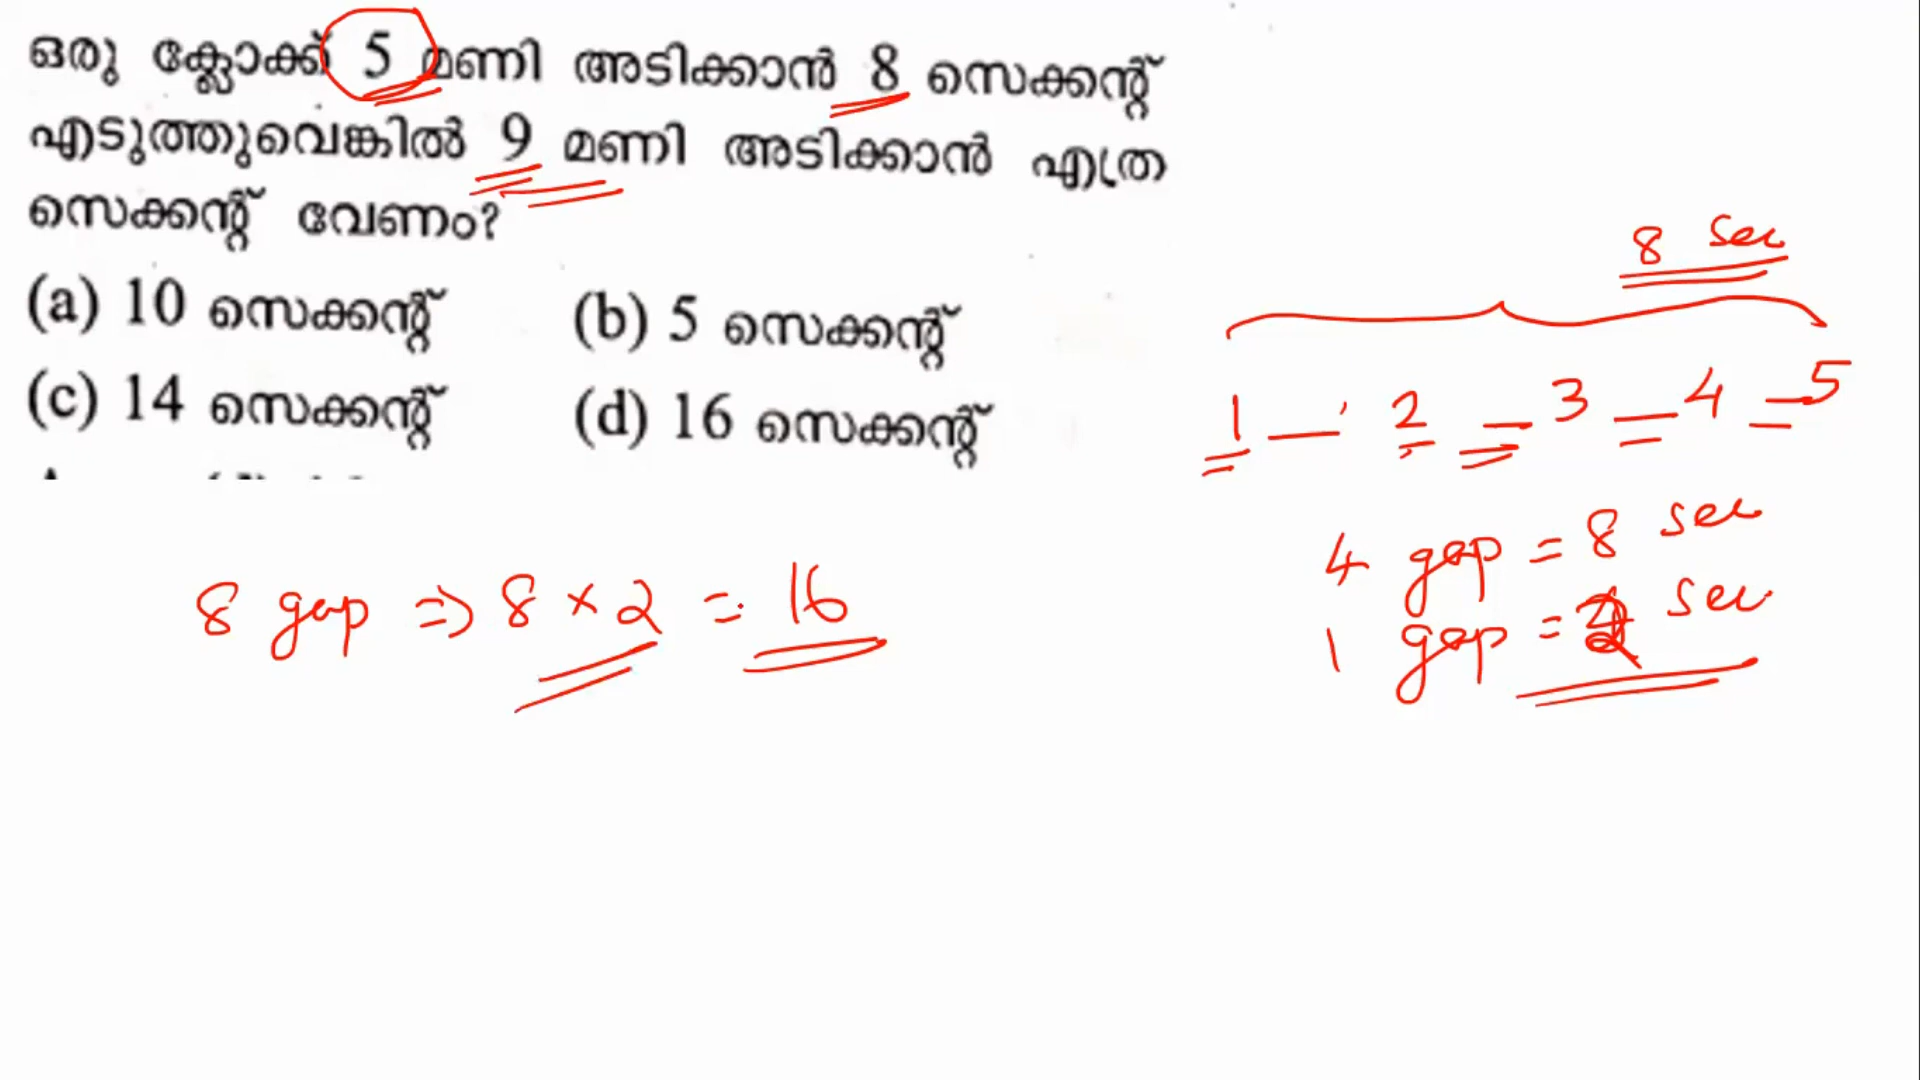 ഒരു ക്ലോക്ക് 5 മണി അടിക്കാൻ 8 സെക്കന്റ്
എടുത്തുവെങ്കിൽ 9 മണി അടിക്കാൻ എത്ര
സെക്കന്റ് വേണം?
(a) 10 സെക്കന്റ് (b) 5 സെക്കന്റ്
(c) 14 സെക്കന്റ് (d) 16 സെക്കന്റ്
8 sec
1 — 2 — 3 — 4 — 5
4 gap = 8 sec
1 gap = 2 sec
8 gap ⇒ 8 × 2 = 16